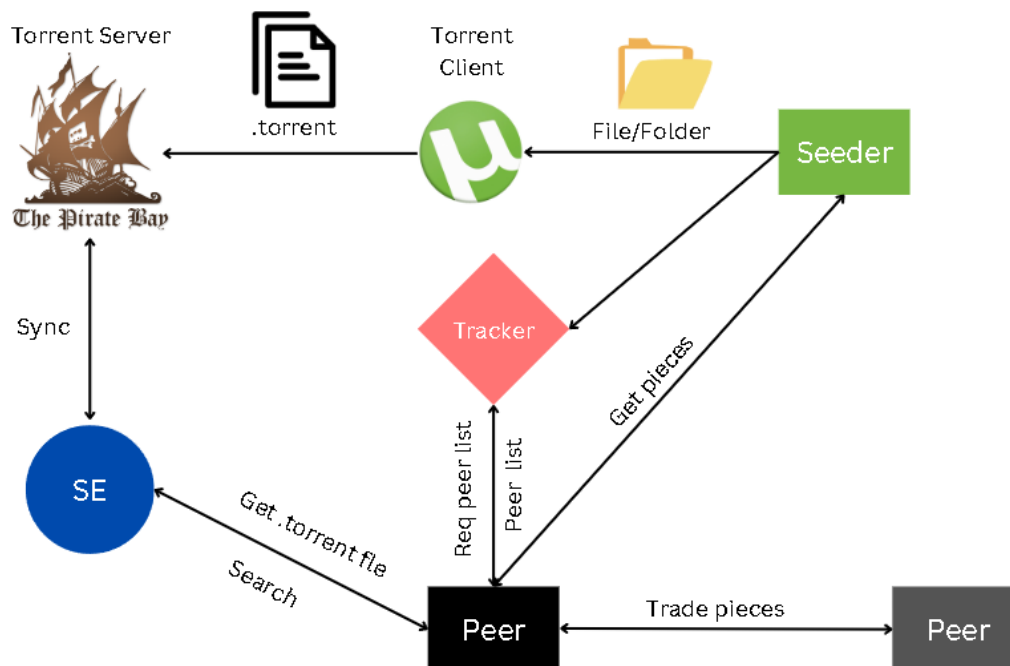 Torrent Server
Torrent
Client
.torrent
File/Folder
Seeder
µ
The Pirate Bay
Tracker
Sync
Get pieces
Req peer list
Peer list
SE
Get .torrent fle
Search
Peer
Trade pieces
Peer